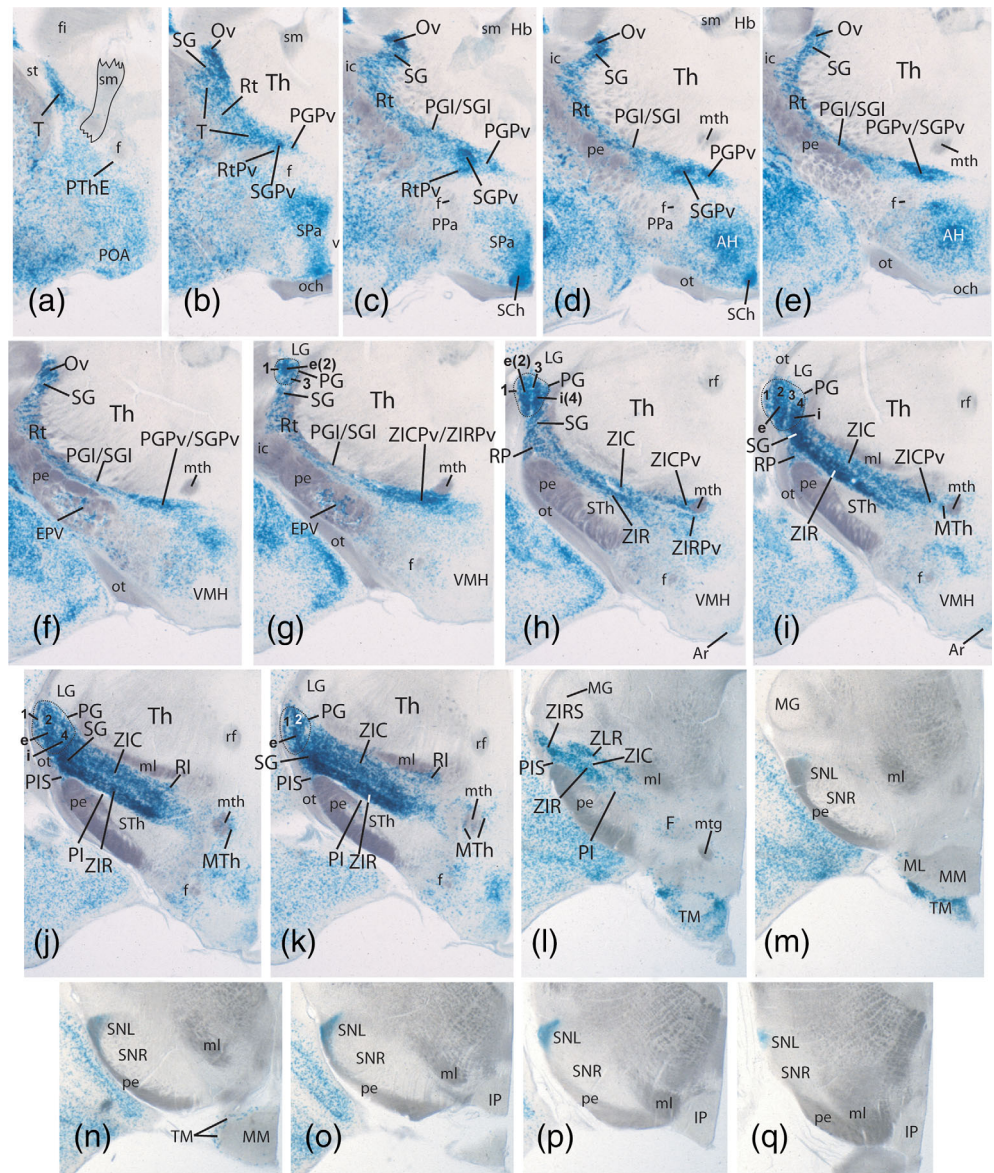 fi
st
sm
T
f
PThE
POA
(a)
Ov
SG
sm
Th
Rt
T
PGPv
RtPv
f
SGPv
SPa
v
och
(b)
Ov
sm Hb
ic
SG
Th
Rt
PGI/SGI
PGPv
RtPv
SGPv
f
PPa
SPa
SCh
(c)
Ov
sm Hb
ic
SG
Th
Rt
PGI/SGI
mth
pe
PGPv
f
SGPv
PPa
AH
ot
SCh
(d)
Ov
ic
SG
Th
Rt
PGI/SGI
PGPv/SGPv
pe
mth
f
AH
ot
och
(e)
Ov
SG
Th
Rt
PGPv/SGPv
PGI/SGI
pe
mth
EPV
ot
VMH
(f)
LG
1 e(2)
PG
3
SG
Th
Rt
PGI/SGI
ZICPv/ZIRPv
ic
pe
mth
EPV
ot
f
VMH
(g)
e(2) LG
3
1 PG
i(4)
SG
rf
Th
RP
ZIC
ZICPv
pe
mth
ot
STh
ZIR
ZIRPv
f
VMH
Ar
(h)
ot
LG
1 2 3 PG
4
i
e
SG
rf
Th
ZIC
RP
ml
ZICPv
pe
mth
ot
STh
MTh
ZIR
f
VMH
Ar
(i)
LG
1 2 PG
SG
Th
e
4
i
ZIC
rf
ot
ml
RI
PIS
pe
mth
STh
MTh
PI
ZIR
f
(j)
LG
1 2 PG
Th
e
ZIC
rf
SG
ml
RI
PIS
ot
pe
mth
STh
MTh
PI ZIR
f
(k)
MG
ZIRS
ZLR
ZIC
PIS
ml
ZIR
pe
F
PI
mtg
TM
(l)
MG
SNL
SNR
ml
pe
ML
MM
TM
(m)
SNL
SNR
ml
pe
TM
MM
(n)
SNL
SNR
pe
ml
IP
(o)
SNL
SNR
pe
ml
IP
(p)
SNL
SNR
pe
ml
IP
(q)